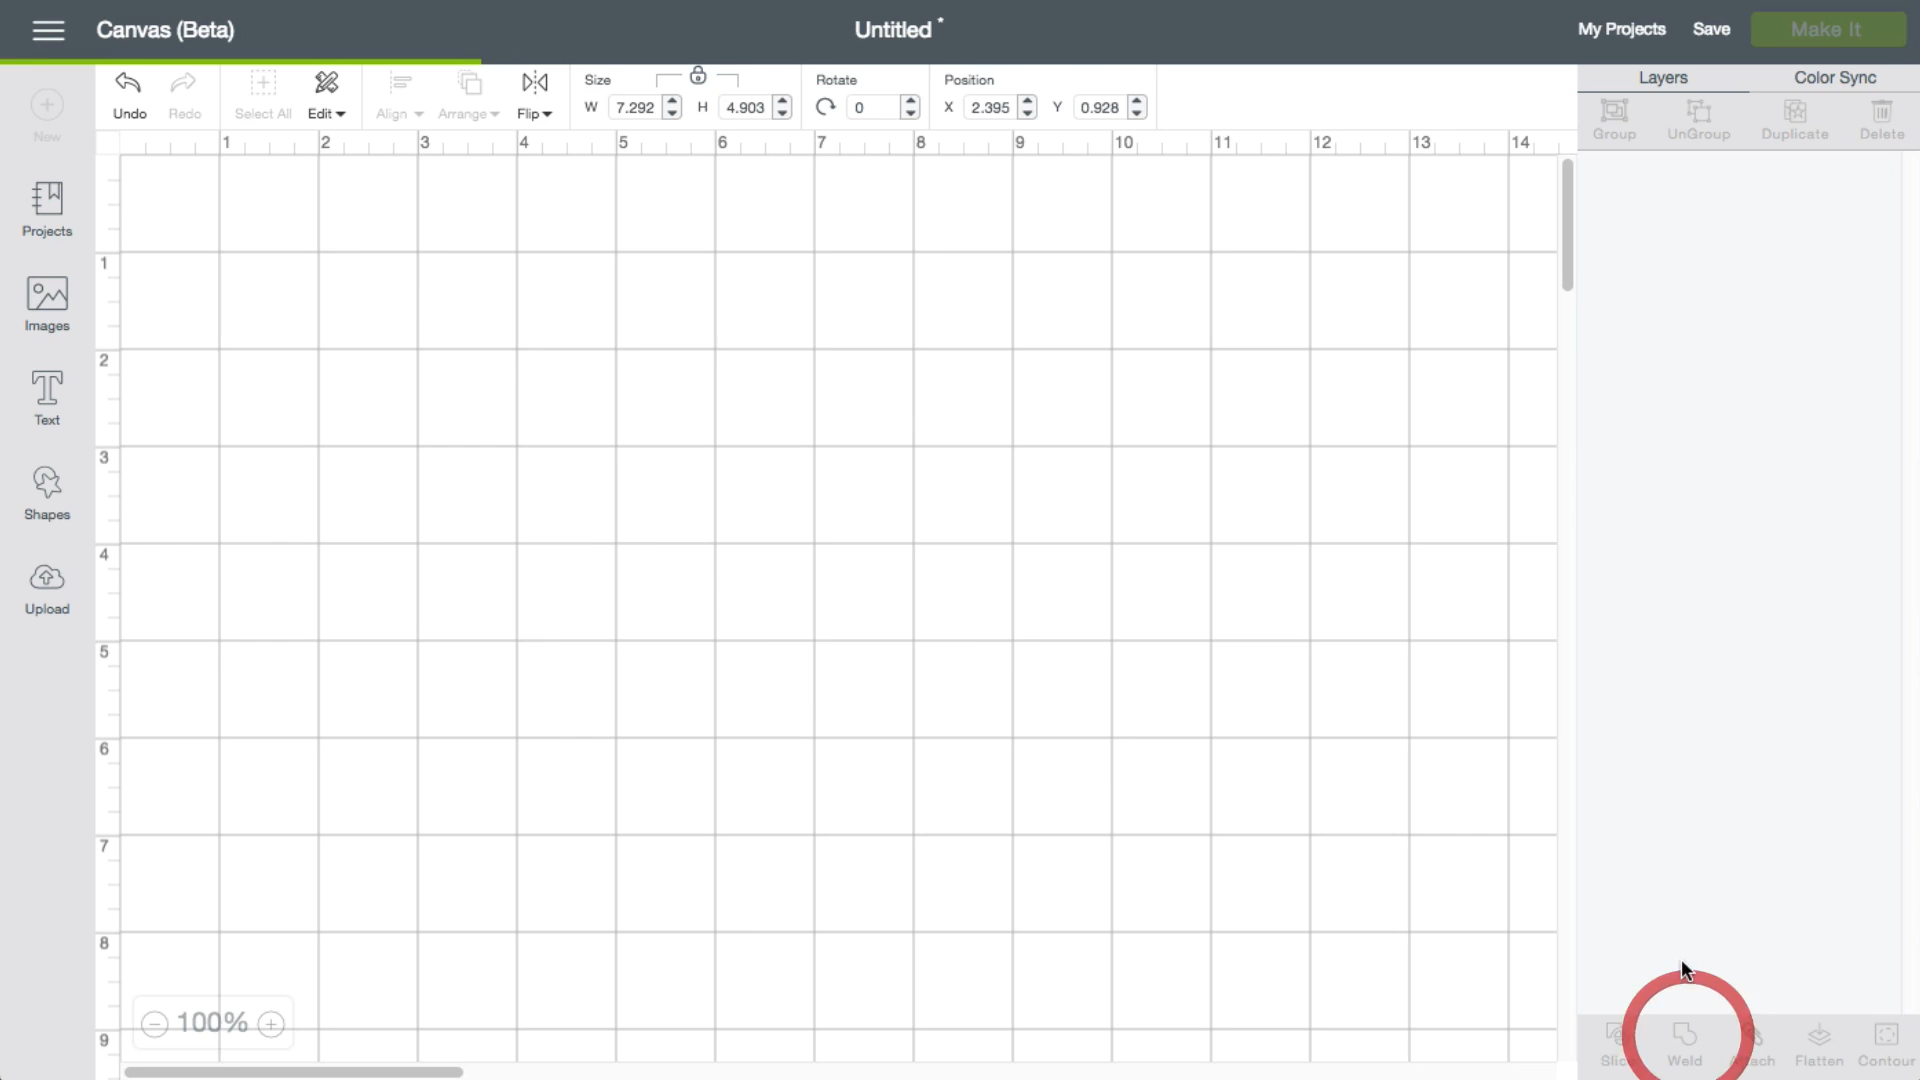 Canvas (Beta)
Untitled *
My Projects
Save
Make It
Undo
Redo
Select All
Edit
Align
Arrange
Flip
Size
W 7.292
H 4.903
Rotate
0
Position
X 2.395
Y 0.928
Layers
Color Sync
Group
UnGroup
Duplicate
Delete
New
Projects
Images
Text
Shapes
Upload
1 2 3 4 5 6 7 8 9 10 11 12 13 14
1
2
3
4
5
6
7
8
9
100%
Slic
Weld
ttach
Flatten
Contour